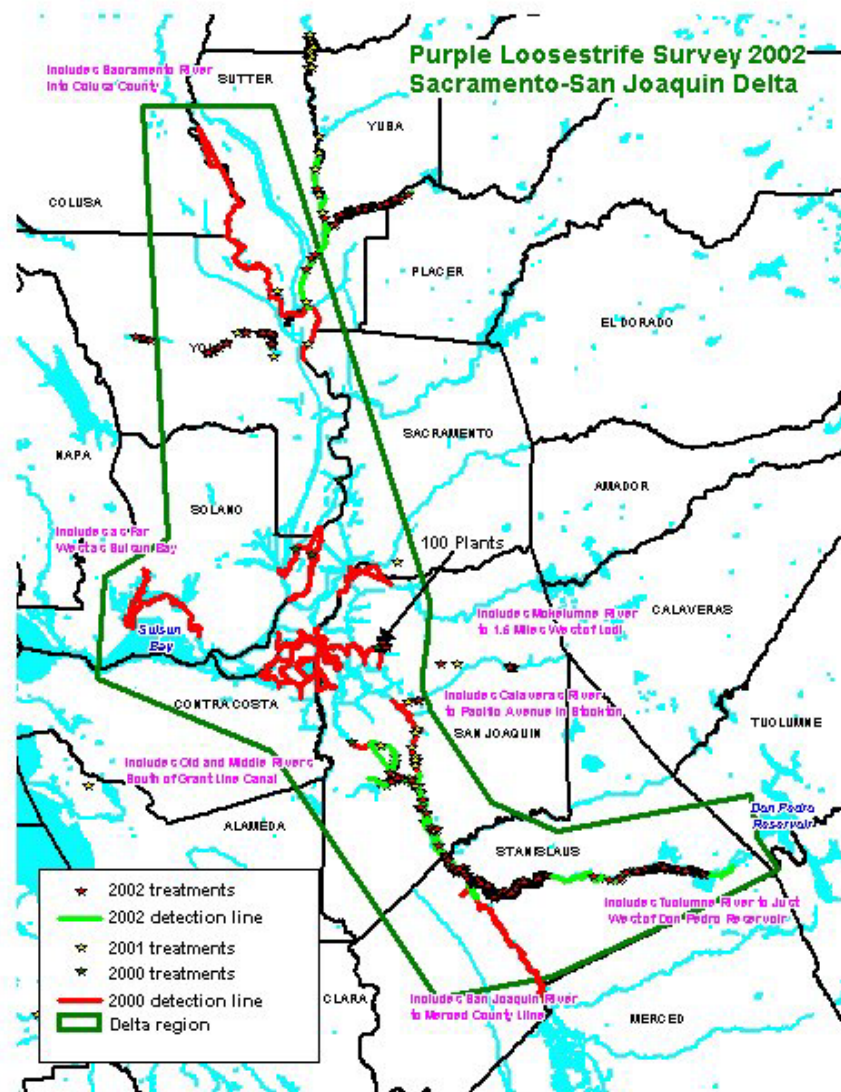 Purple Loosestrife Survey 2002
Sacramento-San Joaquin Delta
Includes Sacramento River
Into Colusa County
SUTTER
YUBA
COLUSA
PLACER
EL DORADO
YOLO
SACRAMENTO
NAPA
AMADOR
SOLANO
Includes as Far
West as Suisun Bay
100 Plants
CALAVERAS
Includes Mokelumne River
to 1.6 Miles West of Lodi
Suisun
Bay
CONTRA COSTA
Includes Calaveras River
to Pacific Avenue in Stockton
SAN JOAQUIN
TUOLUMNE
Includes Old and Middle Rivers
South of Grant Line Canal
Don Pedro
Reservoir
ALAMEDA
STANISLAUS
Includes Tuolumne River to Just
West of Don Pedro Reservoir
2002 treatments
2002 detection line
2001 treatments
2000 treatments
2000 detection line
Delta region
CLARA
Includes San Joaquin River
to Merced County Line
MERCED